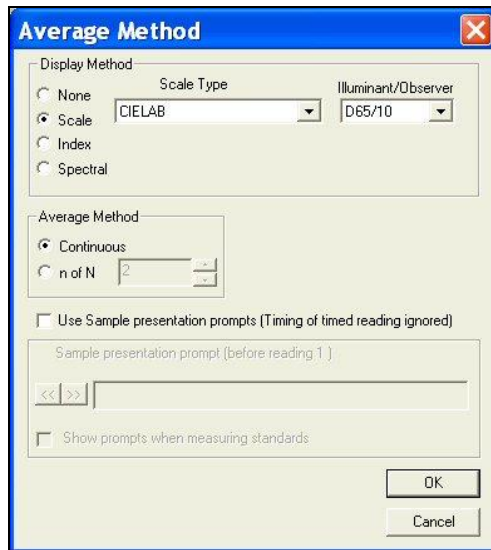 Average Method
Display Method
None
Scale
Index
Spectral
Scale Type
CIELAB
Illuminant/Observer
D65/10
Average Method
Continuous
n of N
2
Use Sample presentation prompts (Timing of timed reading ignored)
Sample presentation prompt (before reading 1 )
<< >>
Show prompts when measuring standards
OK
Cancel